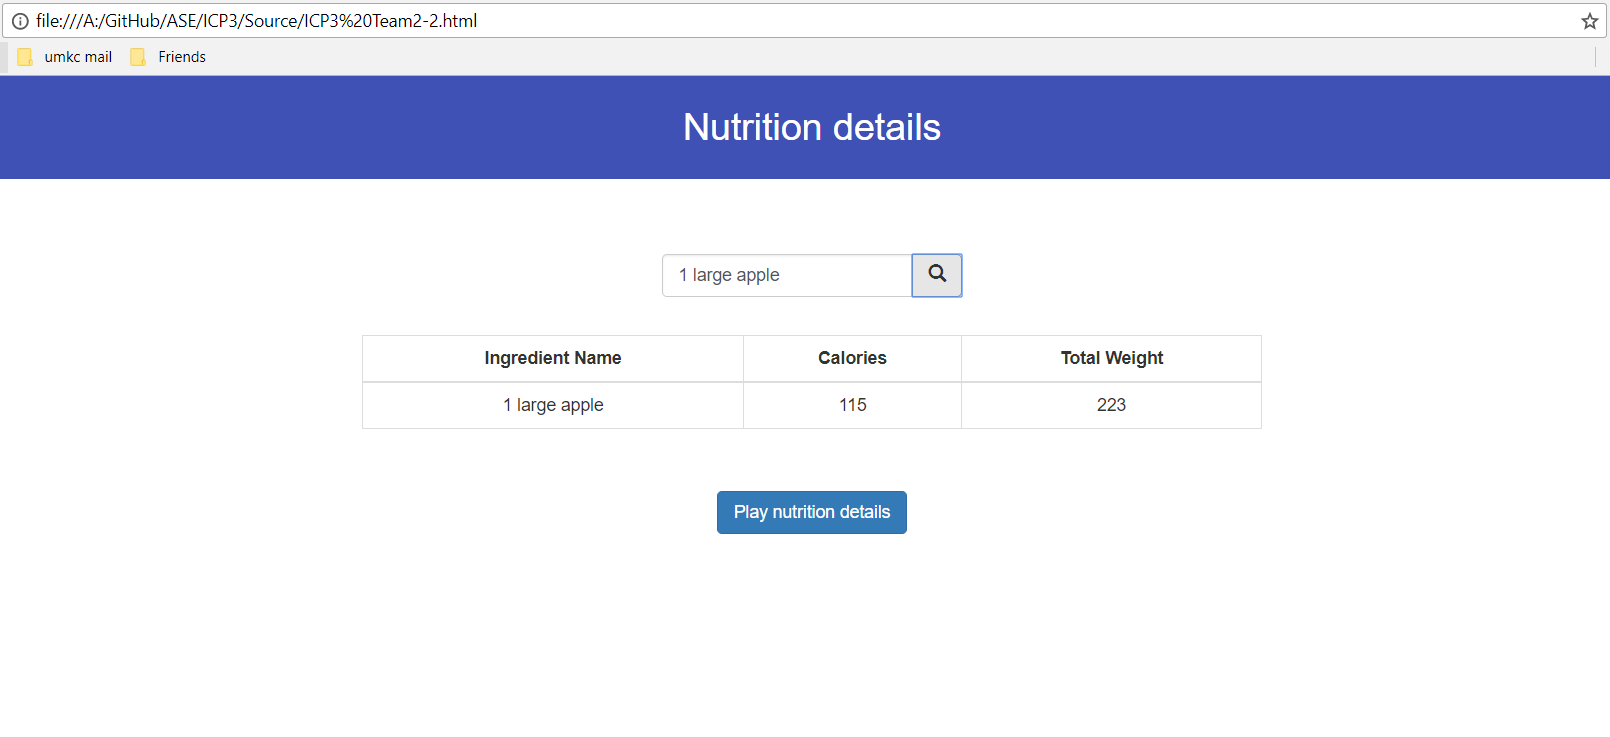 file:///A:/GitHub/ASE/ICP3/Source/ICP3%20Team2-2.html
umkc mail Friends
Nutrition details
1 large apple
Ingredient Name Calories Total Weight
1 large apple 115 223
Play nutrition details